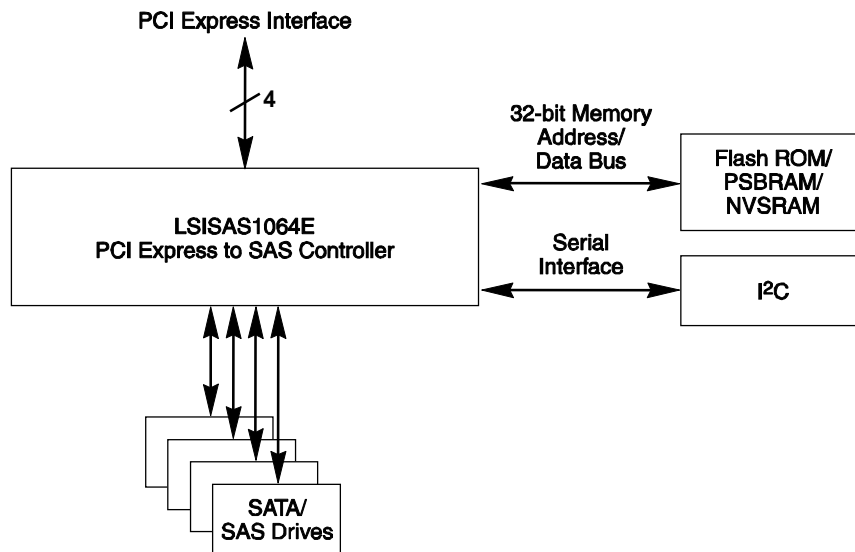 PCI Express Interface
4
32-bit Memory
Address/
Data Bus
Flash ROM/
PSBRAM/
NVSRAM
LSISAS1064E
PCI Express to SAS Controller
Serial
Interface
I²C
SATA/
SAS Drives